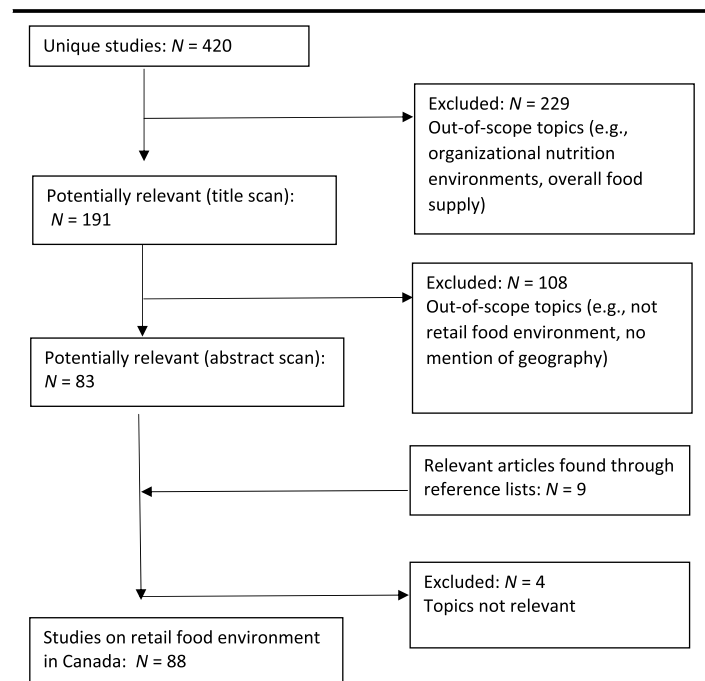 Unique studies: N = 420
Excluded: N = 229
Out-of-scope topics (e.g.,
organizational nutrition
environments, overall food
supply)
Potentially relevant (title scan):
N = 191
Excluded: N = 108
Out-of-scope topics (e.g., not
retail food environment, no
mention of geography)
Potentially relevant (abstract scan):
N = 83
Relevant articles found through
reference lists: N = 9
Excluded: N = 4
Topics not relevant
Studies on retail food environment
in Canada: N = 88